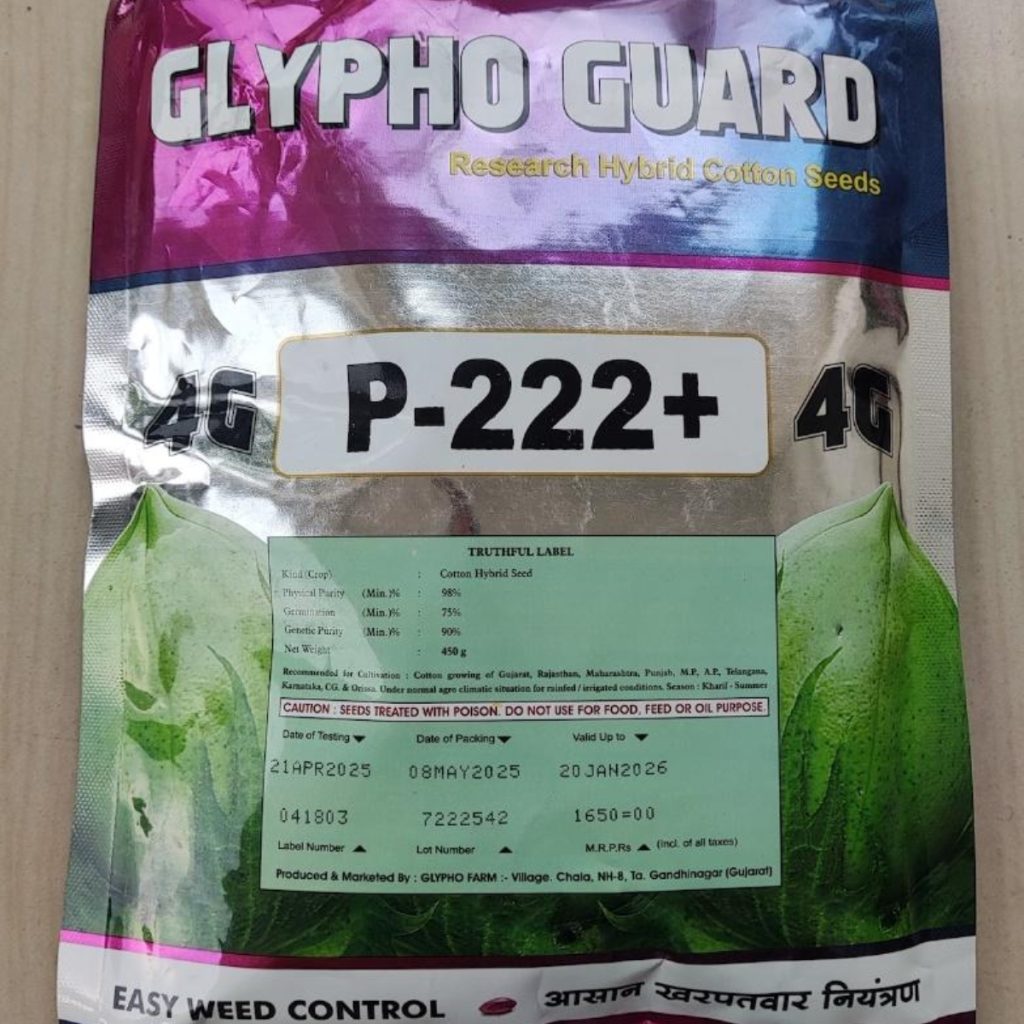 GLYPHO GUARD
Research Hybrid Cotton Seeds
4G P-222+ 4G
TRUTHFUL LABEL
Kind (Crop) : Cotton Hybrid Seed
Physical Purity (Min.)% : 98%
Germination (Min.)% : 75%
Genetic Purity (Min.)% : 90%
Net Weight : 450 g
Recommended for Cultivation : Cotton growing of Gujarat, Rajasthan, Maharashtra, Punjab, M.P., A.P., Telangana,
Karnataka, CG. & Orissa. Under normal agro climatic situation for rainfed / irrigated conditions. Season : Kharif - Summer
CAUTION : SEEDS TREATED WITH POISON. DO NOT USE FOR FOOD, FEED OR OIL PURPOSE.
Date of Testing Date of Packing Valid Up to
21APR2025 08MAY2025 20JAN2026
041803 7222542 1650=00
Label Number Lot Number M.R.P.Rs (incl. of all taxes)
Produced & Marketed By : GLYPHO FARM :- Village. Chala, NH-8, Ta. Gandhinagar (Gujarat)
EASY WEED CONTROL आसान खरपतवार नियंत्रण